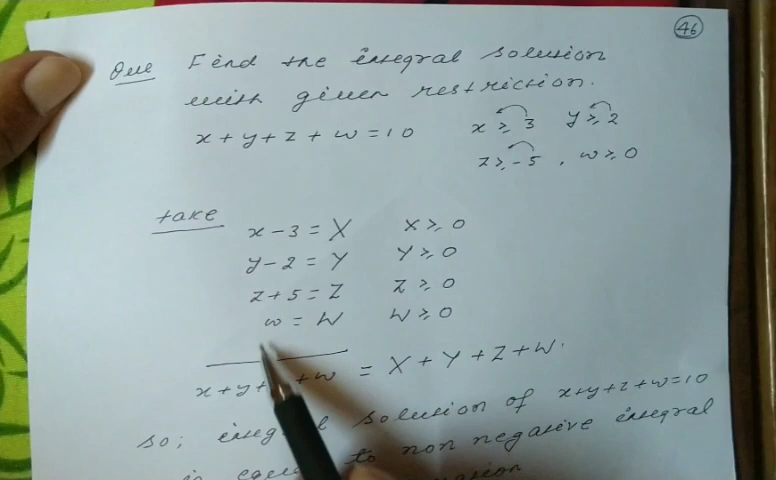 46
Que Find the integral solution
with given restriction.
x+y+z+w=10 x≥3 y≥2
z≥-5, w≥0
take
x-3=X X≥0
y-2=Y Y≥0
z+5=Z Z≥0
w=W W≥0
x+y+ +w = X+Y+Z+W.
so; solution of x+y+z+w=10
is to non negative integral